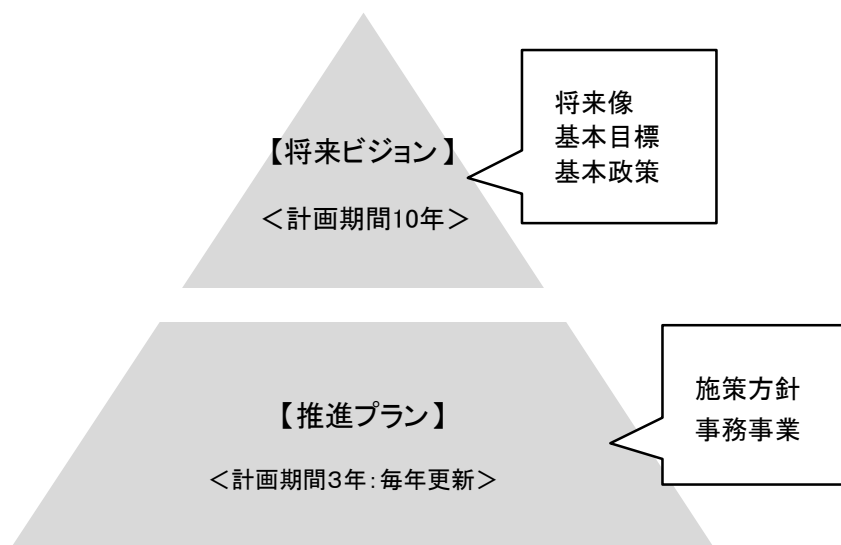 【将来ビジョン】
＜計画期間10年＞
将来像
基本目標
基本政策
【推進プラン】
＜計画期間３年：毎年更新＞
施策方針
事務事業